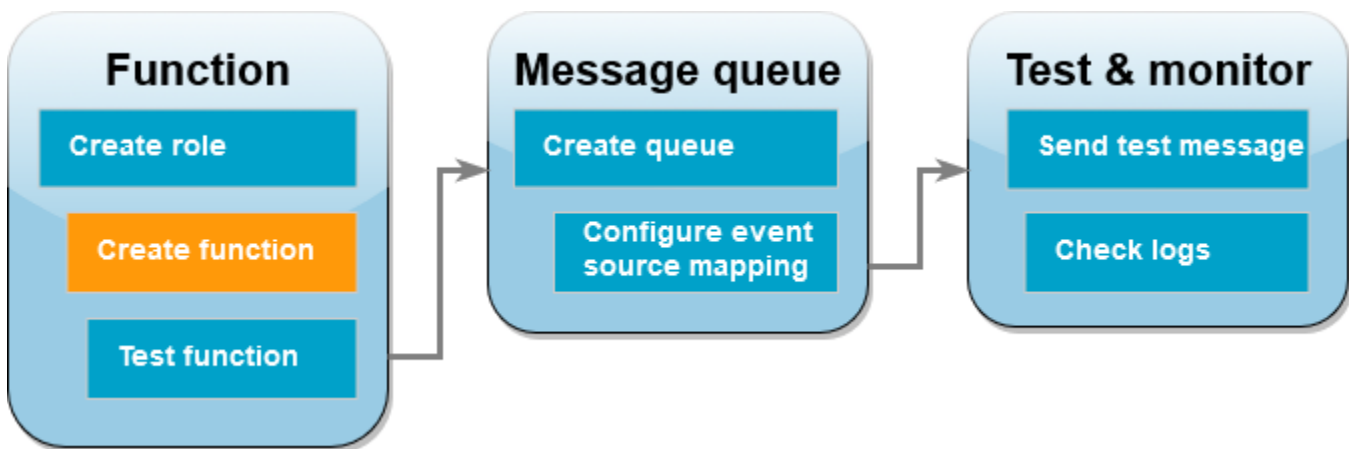 Function
Create role
Create function
Test function
Message queue
Create queue
Configure event
source mapping
Test & monitor
Send test message
Check logs